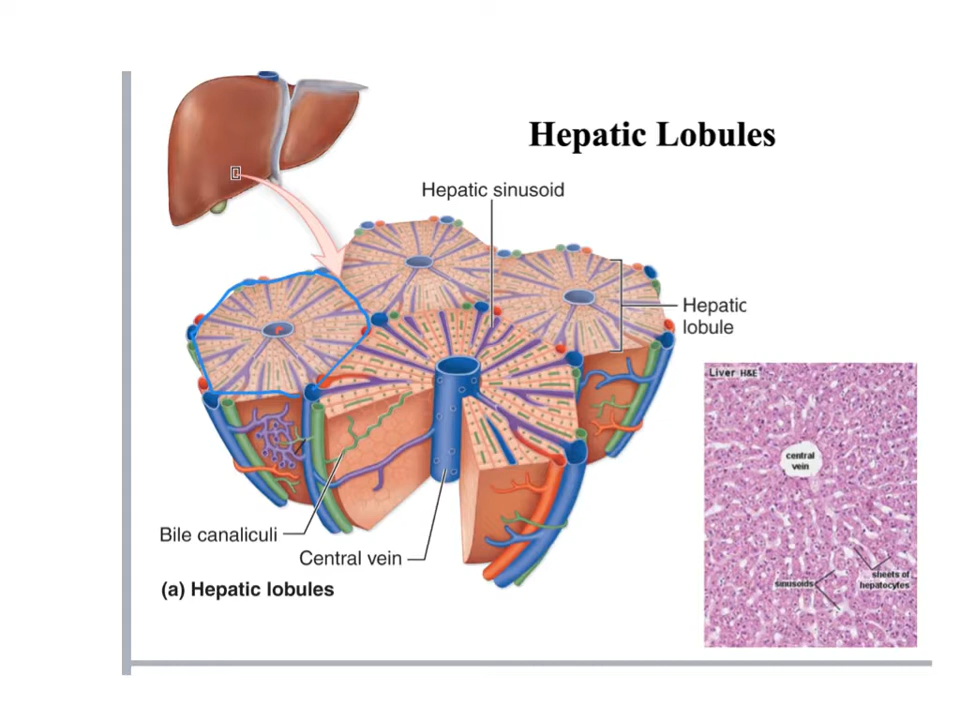 Hepatic Lobules
Hepatic sinusoid
Hepatic
lobule
Liver H&E
central
vein
sheets of
hepatocytes
sinusoids
Bile canaliculi
Central vein
(a) Hepatic lobules